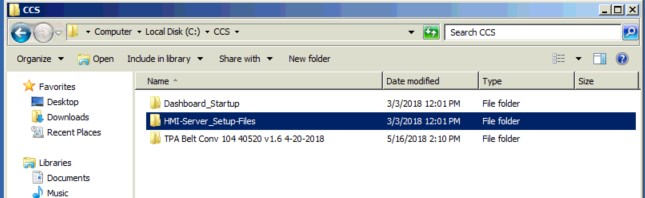 CCS
Computer Local Disk (C:) CCS
Search CCS
Organize Open Include in library Share with New folder
Name Date modified Type Size
Favorites
Desktop
Downloads
Recent Places
Libraries
Documents
Music
Dashboard_Startup 3/3/2018 12:01 PM File folder
HMI-Server_Setup-Files 3/3/2018 12:01 PM File folder
TPA Belt Conv 104 40520 v1.6 4-20-2018 5/16/2018 2:10 PM File folder